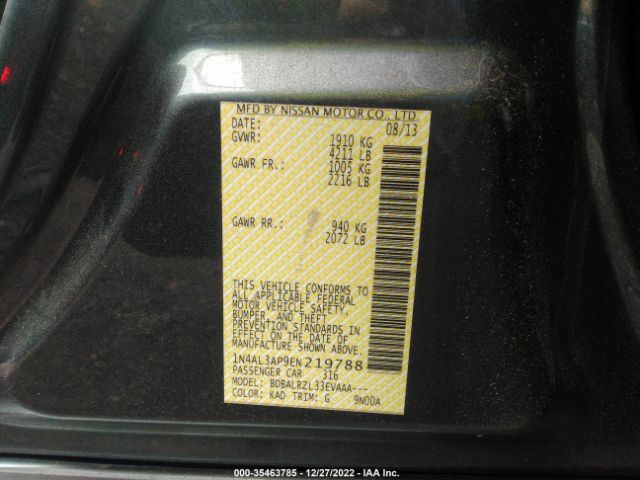 MFD BY NISSAN MOTOR CO., LTD
DATE: 08/13
GVWR: 1910 KG
4211 LB
GAWR FR.: 1005 KG
2216 LB
GAWR RR.: 940 KG
2072 LB
THIS VEHICLE CONFORMS TO
ALL APPLICABLE FEDERAL
MOTOR VEHICLE SAFETY,
BUMPER, AND THEFT
PREVENTION STANDARDS IN
EFFECT ON THE DATE OF
MANUFACTURE SHOWN ABOVE.
1N4AL3AP9EN219788
PASSENGER CAR 316
MODEL: BDBALRZL33EVAAA---
COLOR: KAD TRIM: G 9N00A
000-35463785 - 12/27/2022 - IAA Inc.